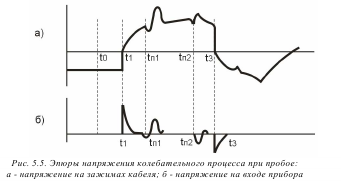 а)
t0
t1
tп1
tп2
t3
б)
t1
tп1
tп2
t3
Рис. 5.5. Эпюры напряжения колебательного процесса при пробое:
а - напряжение на зажимах кабеля; б - напряжение на входе прибора